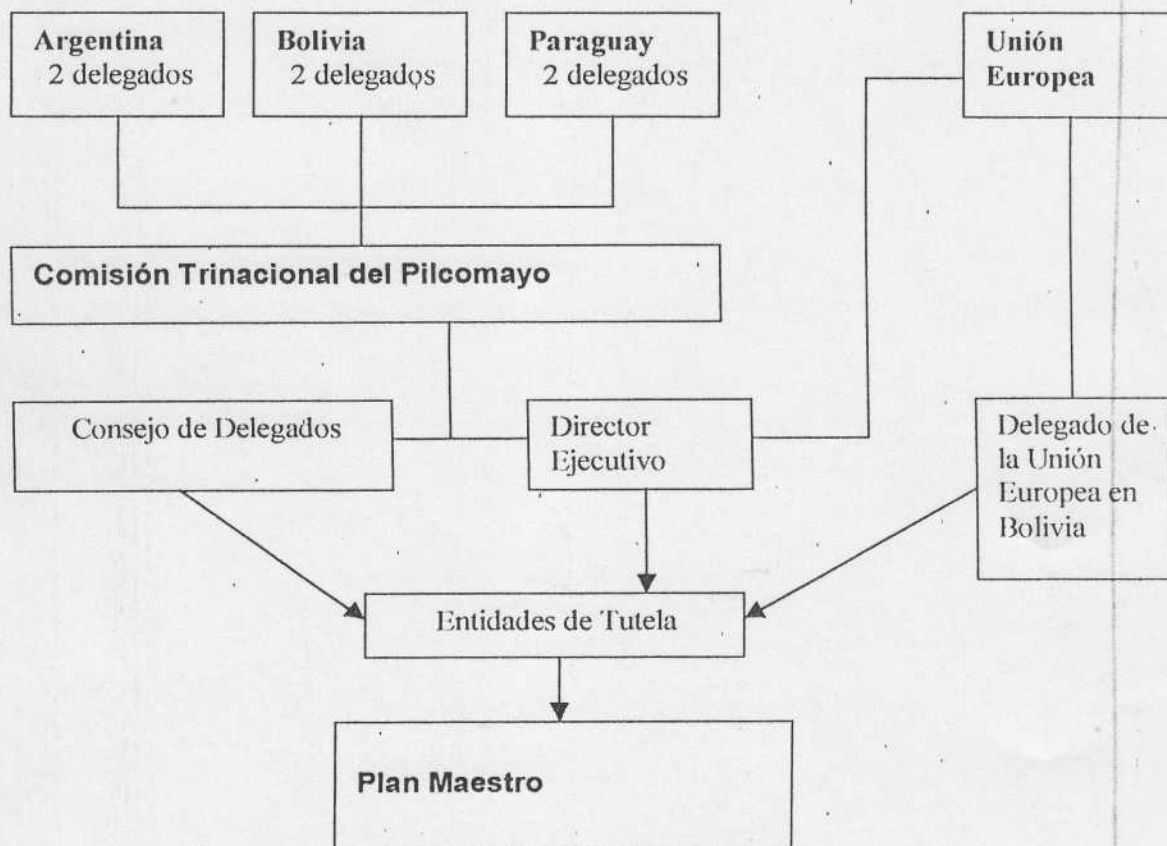 Argentina
2 delegados
Bolivia
2 delegados
Paraguay
2 delegados
Unión
Europea
Comisión Trinacional del Pilcomayo
Consejo de Delegados
Director
Ejecutivo
Delegado de
la Unión
Europea en
Bolivia
Entidades de Tutela
Plan Maestro